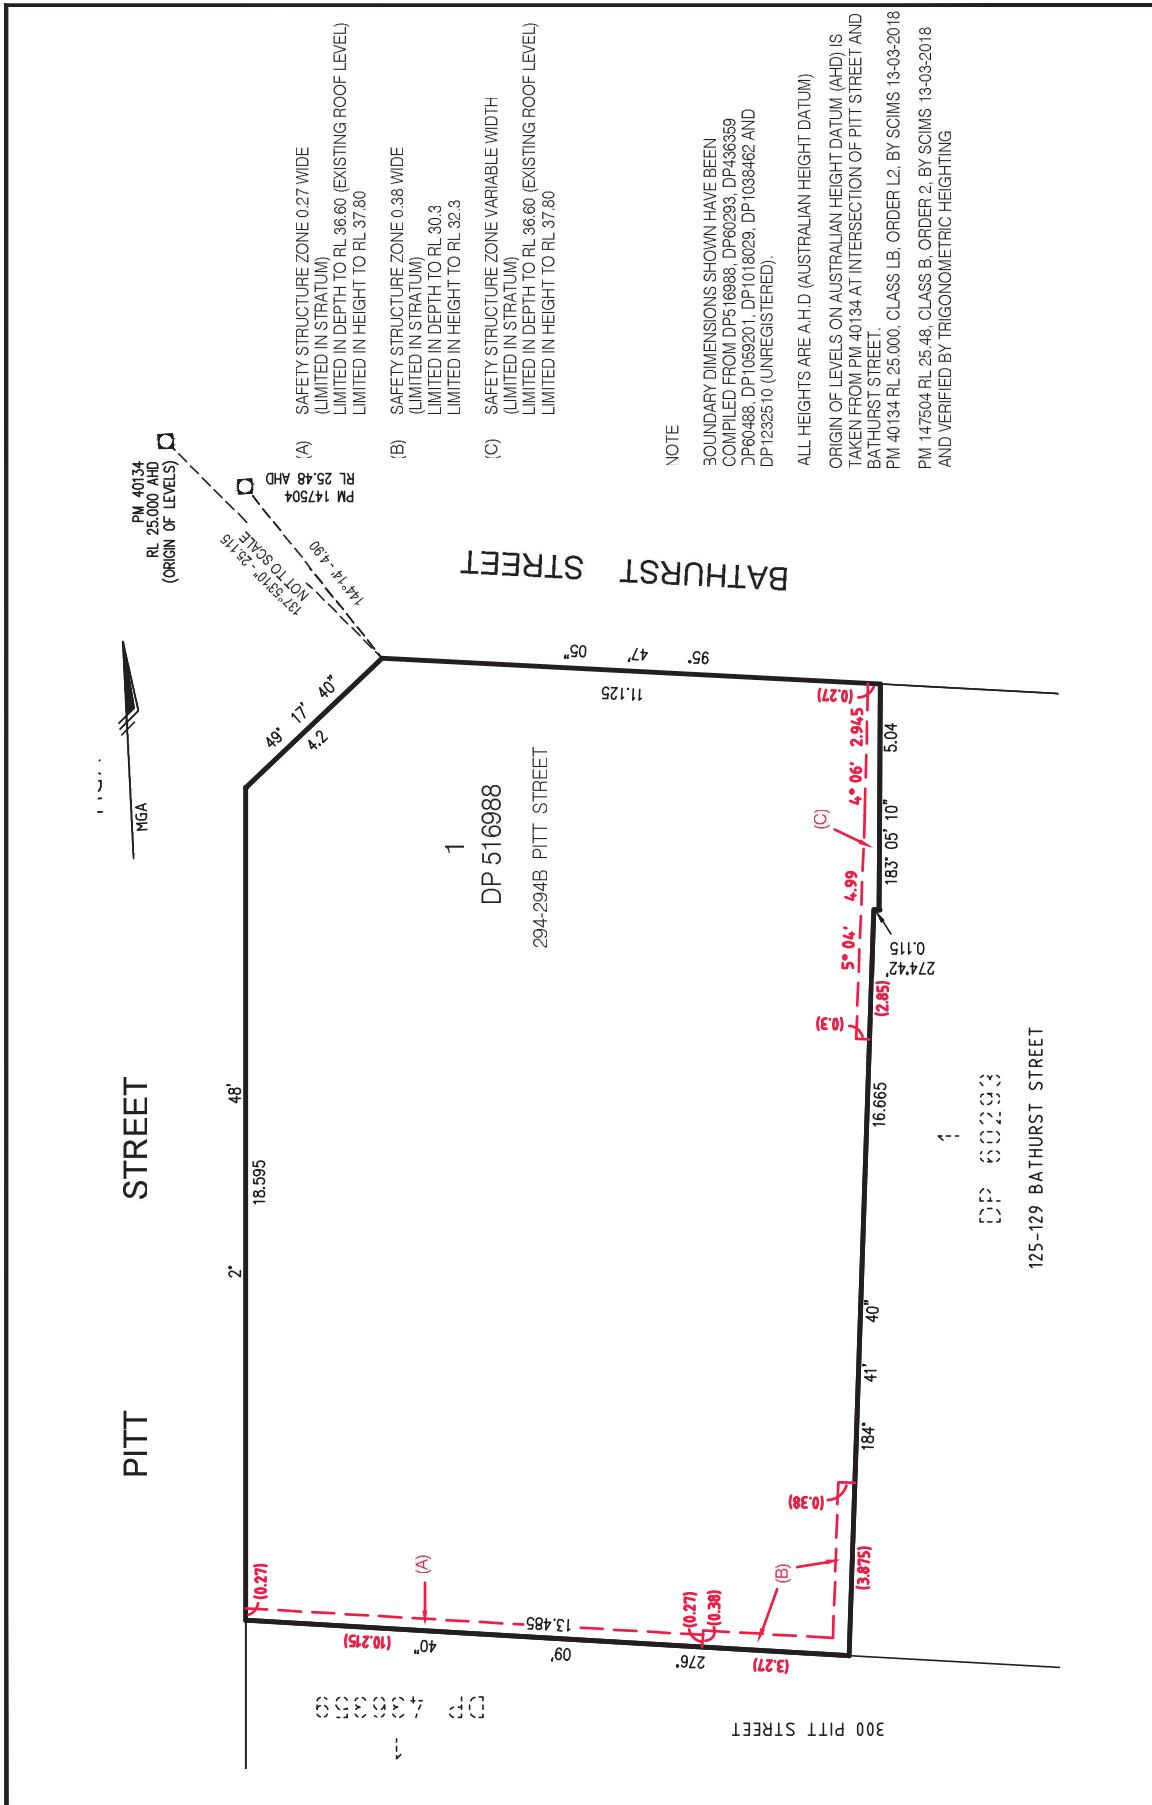 (A) SAFETY STRUCTURE ZONE 0.27 WIDE
(LIMITED IN STRATUM)
LIMITED IN DEPTH TO RL 36.60 (EXISTING ROOF LEVEL)
LIMITED IN HEIGHT TO RL 37.80
(B) SAFETY STRUCTURE ZONE 0.38 WIDE
(LIMITED IN STRATUM)
LIMITED IN DEPTH TO RL 30.3
LIMITED IN HEIGHT TO RL 32.3
(C) SAFETY STRUCTURE ZONE VARIABLE WIDTH
(LIMITED IN STRATUM)
LIMITED IN DEPTH TO RL 36.60 (EXISTING ROOF LEVEL)
LIMITED IN HEIGHT TO RL 37.80
NOTE
BOUNDARY DIMENSIONS SHOWN HAVE BEEN
COMPILED FROM DP516988, DP60293, DP436359
DP60488, DP1059201, DP1018029, DP1038462 AND
DP1232510 (UNREGISTERED).
ALL HEIGHTS ARE A.H.D (AUSTRALIAN HEIGHT DATUM)
ORIGIN OF LEVELS ON AUSTRALIAN HEIGHT DATUM (AHD) IS
TAKEN FROM PM 40134 AT INTERSECTION OF PITT STREET AND
BATHURST STREET.
PM 40134 RL 25.000, CLASS LB, ORDER L2, BY SCIMS 13-03-2018
PM 147504 RL 25.48, CLASS B, ORDER 2, BY SCIMS 13-03-2018
AND VERIFIED BY TRIGONOMETRIC HEIGHTING
PM 40134
RL 25.000 AHD
(ORIGIN OF LEVELS)
PM 147504
RL 25.48 AHD
137°53'10" - 25.115
NOT TO SCALE
144°14' - 4.90
MGA
PITT STREET
BATHURST STREET
2° 48'
18.595
49° 17' 40"
4.2
95° 47' 05"
11.125
1
DP 516988
294-294B PITT STREET
(0.27)
4° 06' 2.945
5.04
183° 05' 10"
(C)
5° 04' 4.99
274°42'
0.115
(2.85)
(0.3)
16.665
184° 41' 40"
1
DP 60293
125-129 BATHURST STREET
(0.38)
(3.875)
(B)
(0.27)
(0.38)
(3.27)
276° 09' 40"
13.485
(10.215)
(A)
(0.27)
1
DP 436359
300 PITT STREET